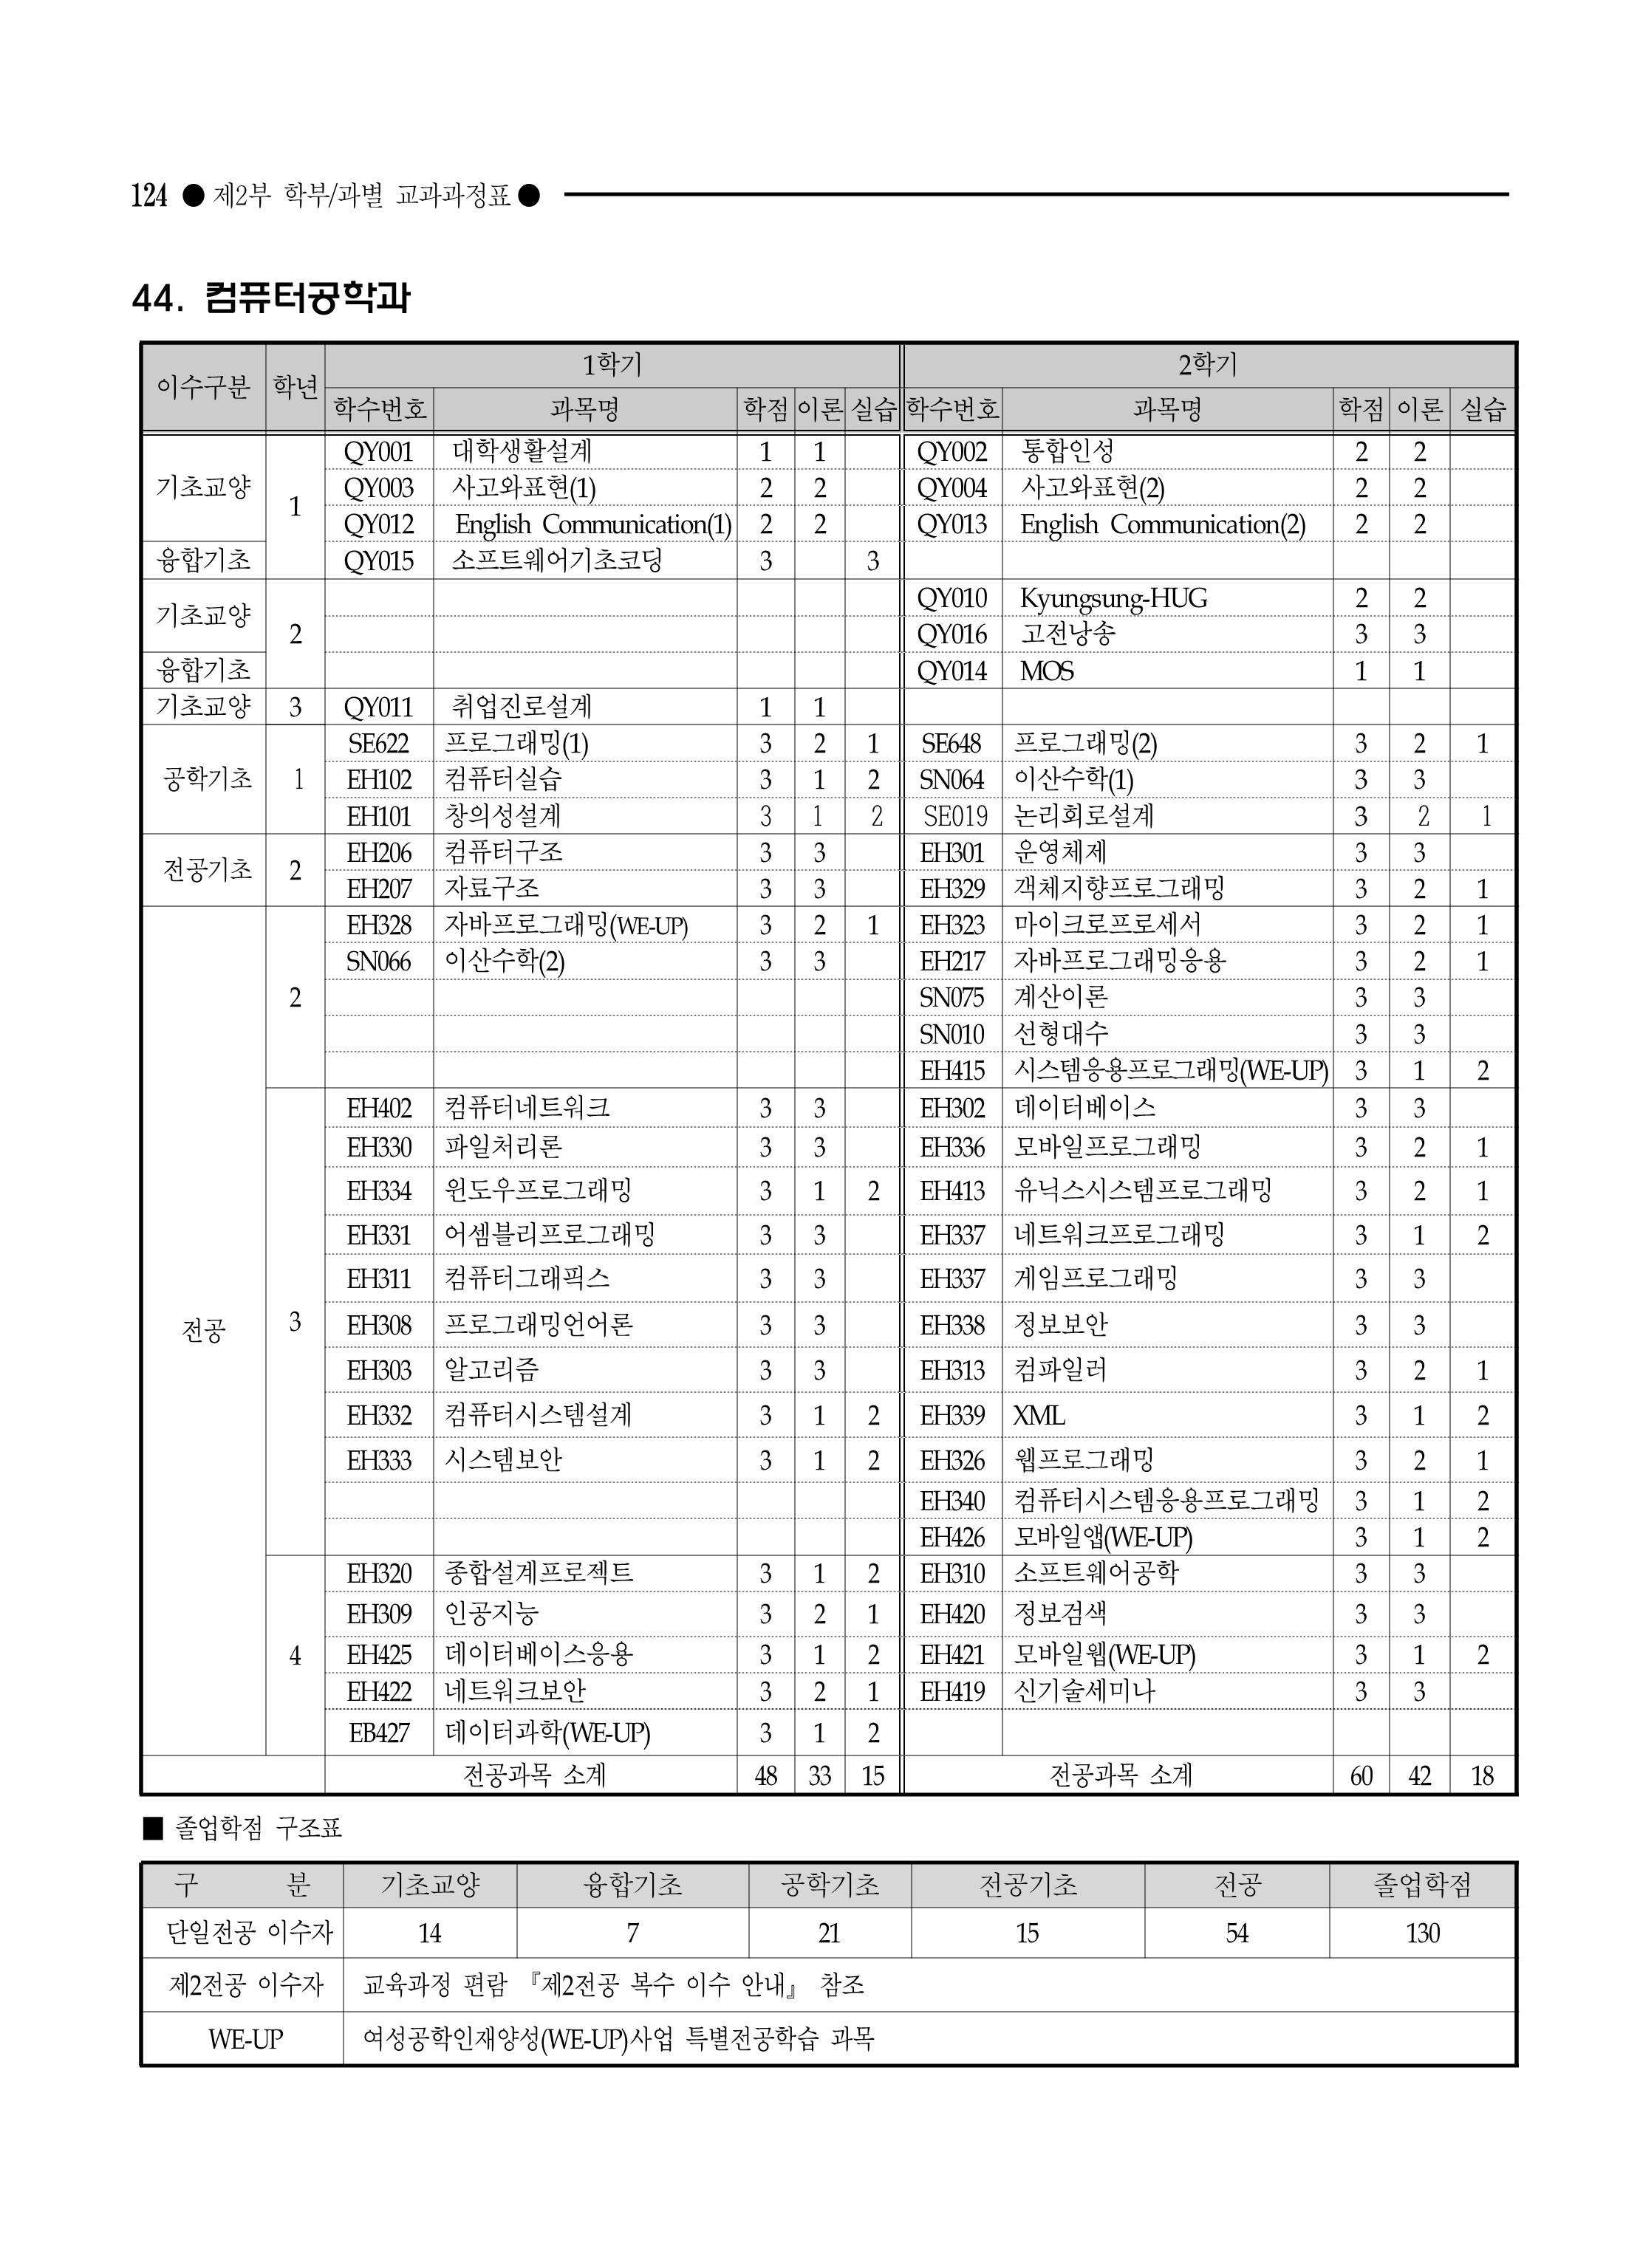 124 ● 제2부 학부/과별 교과과정표 ●
44. 컴퓨터공학과
이수구분 학년 1학기 2학기
학수번호 과목명 학점 이론 실습 학수번호 과목명 학점 이론 실습
기초교양 1 QY001 대학생활설계 1 1 QY002 통합인성 2 2
QY003 사고와표현(1) 2 2 QY004 사고와표현(2) 2 2
QY012 English Communication(1) 2 2 QY013 English Communication(2) 2 2
융합기초 QY015 소프트웨어기초코딩 3 3
기초교양 2 QY010 Kyungsung-HUG 2 2
QY016 고전낭송 3 3
융합기초 QY014 MOS 1 1
기초교양 3 QY011 취업진로설계 1 1
공학기초 1 SE622 프로그래밍(1) 3 2 1 SE648 프로그래밍(2) 3 2 1
EH102 컴퓨터실습 3 1 2 SN064 이산수학(1) 3 3
EH101 창의성설계 3 1 2 SE019 논리회로설계 3 2 1
전공기초 2 EH206 컴퓨터구조 3 3 EH301 운영체제 3 3
EH207 자료구조 3 3 EH329 객체지향프로그래밍 3 2 1
전공 2 EH328 자바프로그래밍(WE-UP) 3 2 1 EH323 마이크로프로세서 3 2 1
SN066 이산수학(2) 3 3 EH217 자바프로그래밍응용 3 2 1
SN075 계산이론 3 3
SN010 선형대수 3 3
EH415 시스템응용프로그래밍(WE-UP) 3 1 2
3 EH402 컴퓨터네트워크 3 3 EH302 데이터베이스 3 3
EH330 파일처리론 3 3 EH336 모바일프로그래밍 3 2 1
EH334 윈도우프로그래밍 3 1 2 EH413 유닉스시스템프로그래밍 3 2 1
EH331 어셈블리프로그래밍 3 3 EH337 네트워크프로그래밍 3 1 2
EH311 컴퓨터그래픽스 3 3 EH337 게임프로그래밍 3 3
EH308 프로그래밍언어론 3 3 EH338 정보보안 3 3
EH303 알고리즘 3 3 EH313 컴파일러 3 2 1
EH332 컴퓨터시스템설계 3 1 2 EH339 XML 3 1 2
EH333 시스템보안 3 1 2 EH326 웹프로그래밍 3 2 1
EH340 컴퓨터시스템응용프로그래밍 3 1 2
EH426 모바일앱(WE-UP) 3 1 2
4 EH320 종합설계프로젝트 3 1 2 EH310 소프트웨어공학 3 3
EH309 인공지능 3 2 1 EH420 정보검색 3 3
EH425 데이터베이스응용 3 1 2 EH421 모바일웹(WE-UP) 3 1 2
EH422 네트워크보안 3 2 1 EH419 신기술세미나 3 3
EB427 데이터과학(WE-UP) 3 1 2
전공과목 소계 48 33 15 전공과목 소계 60 42 18
■ 졸업학점 구조표
구 분 기초교양 융합기초 공학기초 전공기초 전공 졸업학점
단일전공 이수자 14 7 21 15 54 130
제2전공 이수자 교육과정 편람 『제2전공 복수 이수 안내』 참조
WE-UP 여성공학인재양성(WE-UP)사업 특별전공학습 과목